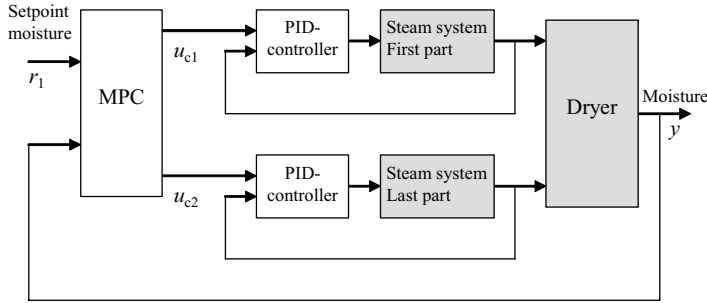 Setpoint
moisture
r1
MPC
uc1
PID-
controller
Steam system
First part
Dryer
Moisture
y
uc2
PID-
controller
Steam system
Last part